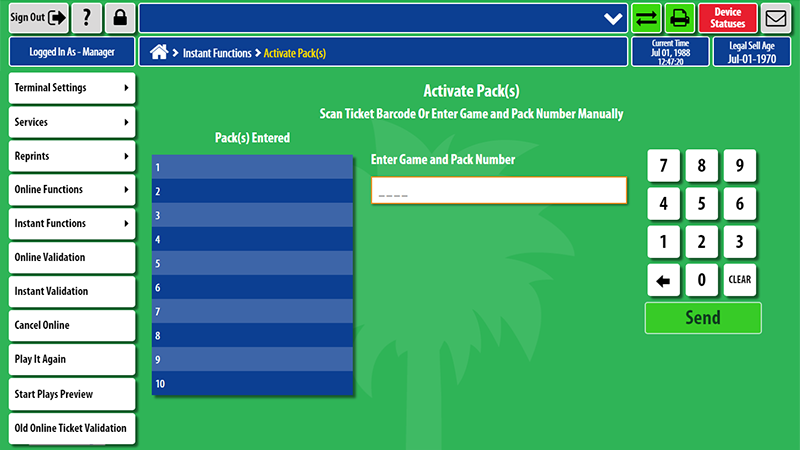 Sign Out
?
Device
Statuses
Logged In As - Manager
Instant Functions
Activate Pack(s)
Current Time
Jul 01, 1988
12:47:20
Legal Sell Age
Jul-01-1970
Terminal Settings
Services
Reprints
Online Functions
Instant Functions
Online Validation
Instant Validation
Cancel Online
Play It Again
Start Plays Preview
Old Online Ticket Validation
Activate Pack(s)
Scan Ticket Barcode Or Enter Game and Pack Number Manually
Pack(s) Entered
1
2
3
4
5
6
7
8
9
10
Enter Game and Pack Number
_ _ _ _
7 8 9
4 5 6
1 2 3
0 CLEAR
Send